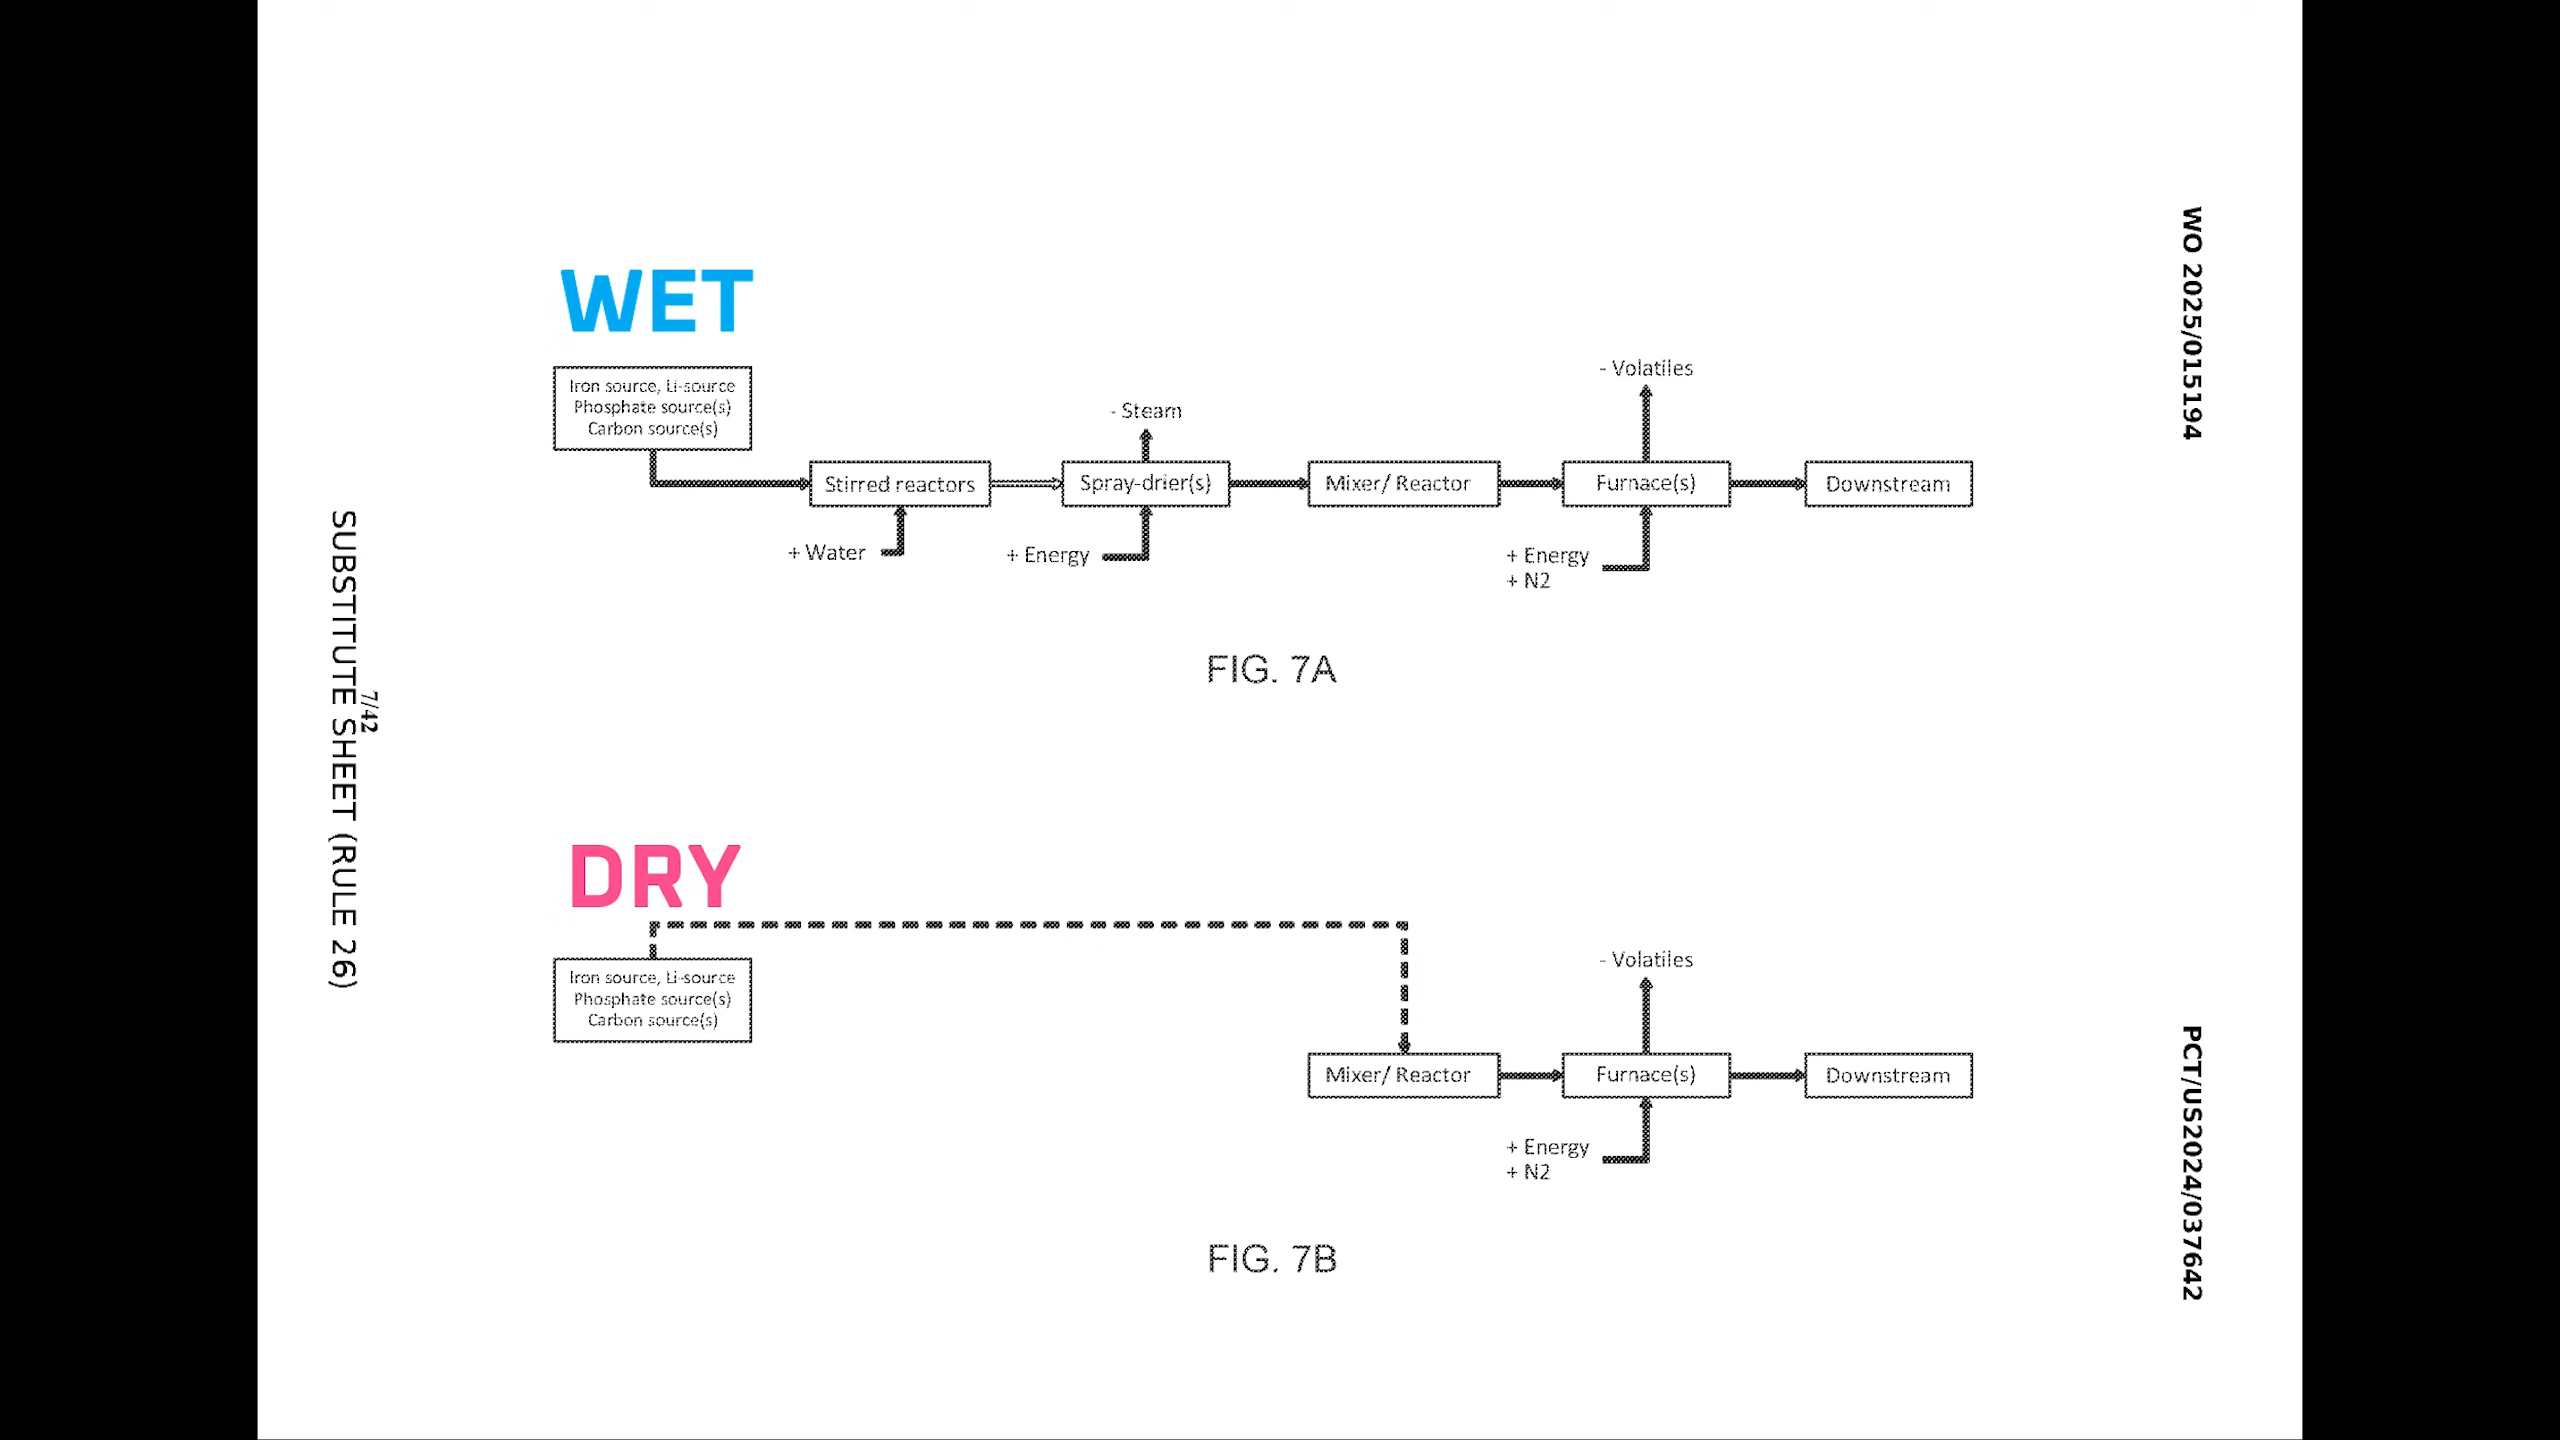 WO 2025/015194
PCT/US2024/037642
WET
Iron source, Li-source
Phosphate source(s)
Carbon source(s)
- Volatiles
- Steam
Stirred reactors
Spray-drier(s)
Mixer/ Reactor
Furnace(s)
Downstream
+ Water
+ Energy
+ Energy
+ N2
FIG. 7A
DRY
Iron source, Li-source
Phosphate source(s)
Carbon source(s)
- Volatiles
Mixer/ Reactor
Furnace(s)
Downstream
+ Energy
+ N2
FIG. 7B
7/42
SUBSTITUTE SHEET (RULE 26)